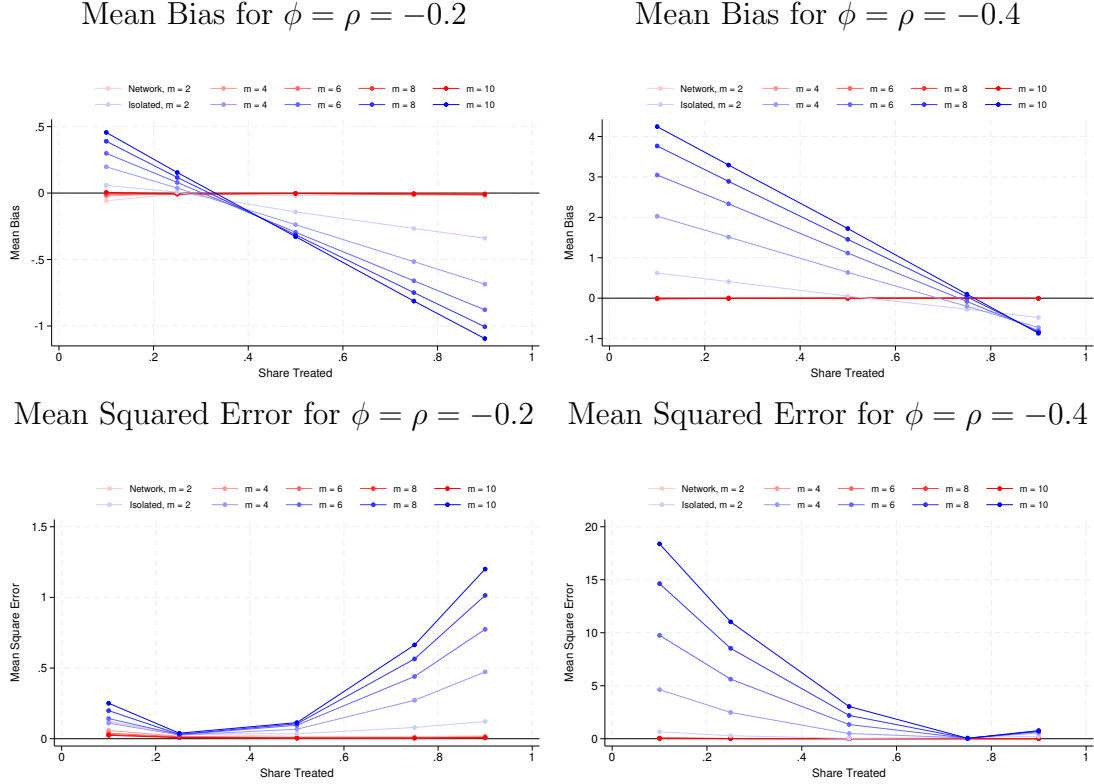 Mean Bias for ϕ = ρ = −0.2
Network, m = 2 m = 4 m = 6 m = 8 m = 10
Isolated, m = 2 m = 4 m = 6 m = 8 m = 10
.5
0
-.5
-1
Mean Bias
0 .2 .4 .6 .8 1
Share Treated
Mean Bias for ϕ = ρ = −0.4
Network, m = 2 m = 4 m = 6 m = 8 m = 10
Isolated, m = 2 m = 4 m = 6 m = 8 m = 10
4
3
2
1
0
-1
Mean Bias
0 .2 .4 .6 .8 1
Share Treated
Mean Squared Error for ϕ = ρ = −0.2
Network, m = 2 m = 4 m = 6 m = 8 m = 10
Isolated, m = 2 m = 4 m = 6 m = 8 m = 10
1.5
1
.5
0
Mean Square Error
0 .2 .4 .6 .8 1
Share Treated
Mean Squared Error for ϕ = ρ = −0.4
Network, m = 2 m = 4 m = 6 m = 8 m = 10
Isolated, m = 2 m = 4 m = 6 m = 8 m = 10
20
15
10
5
0
Mean Square Error
0 .2 .4 .6 .8 1
Share Treated